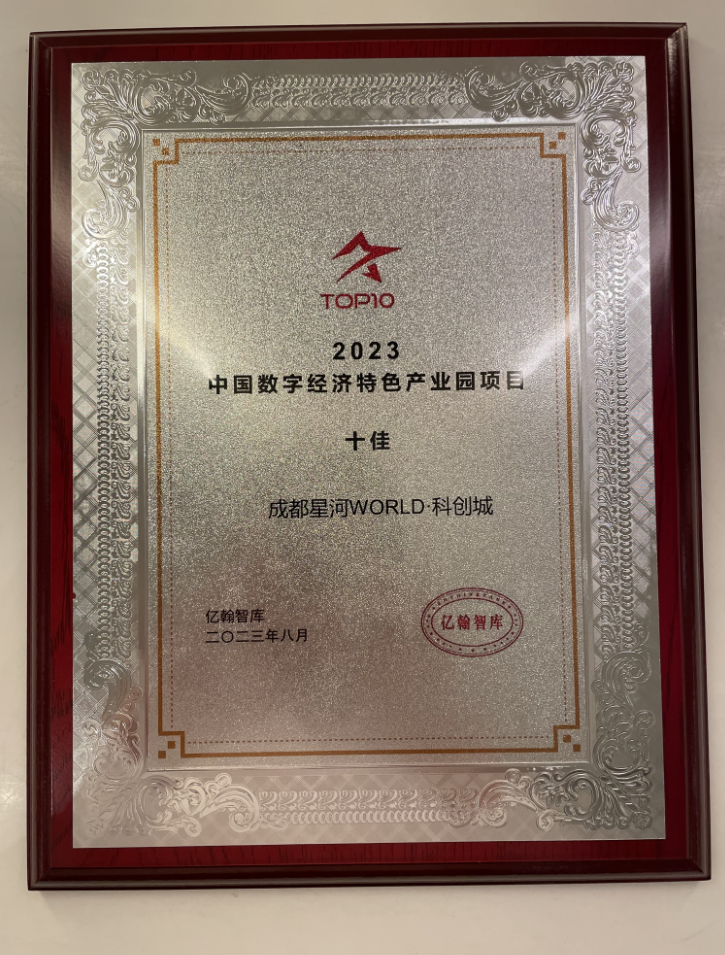 TOP10
2023
中国数字经济特色产业园项目
十佳
成都星河WORLD·科创城
亿翰智库
二〇二三年八月
亿翰智库